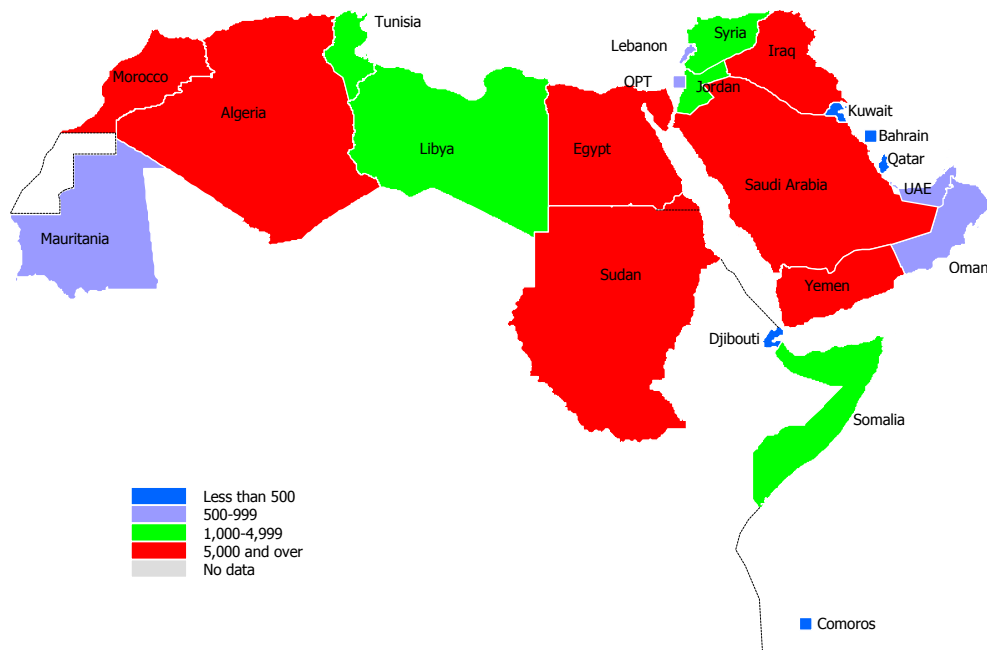 Tunisia
Syria
Lebanon
Iraq
Morocco
OPT
Jordan
Algeria
Kuwait
Bahrain
Libya
Egypt
Qatar
Saudi Arabia
UAE
Mauritania
Oman
Sudan
Yemen
Djibouti
Somalia
Less than 500
500-999
1,000-4,999
5,000 and over
No data
Comoros